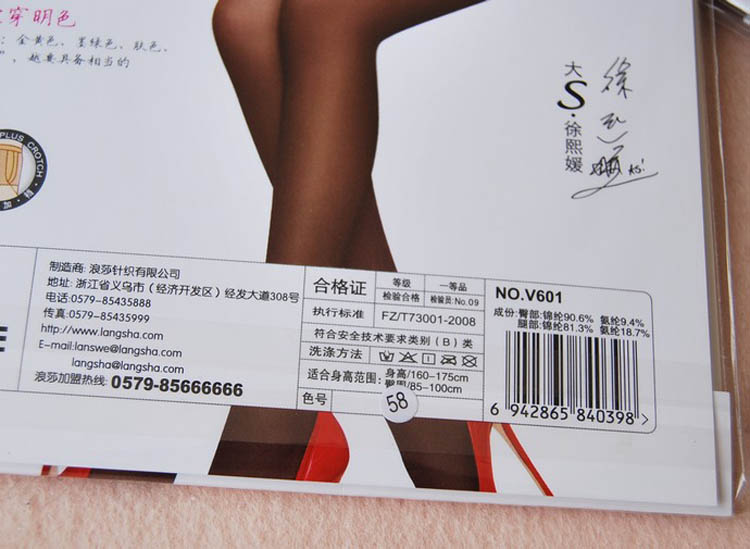 穿明色
：金黄色、墨绿色、肤色、
"，越要具备相当的
PLUS CROTCH
加
大S·徐熙媛
制造商：浪莎针织有限公司
地址：浙江省义乌市（经济开发区）经发大道308号
电话：0579-85435888
传真：0579-85435999
http://www.langsha.com
E-mail:lanswe@langsha.com
langsha@langsha.com
浪莎加盟热线：0579-85666666
合格证
等级 一等品
检验合格 检验员:No.09
执行标准 FZ/T73001-2008
符合安全技术要求类别（B）类
洗涤方法
适合身高范围：身高/160-175cm
臀围/85-100cm
色号
58
NO.V601
成份：臀部：锦纶90.6% 氨纶9.4%
腿部：锦纶81.3% 氨纶18.7%
6 942865 840398
E